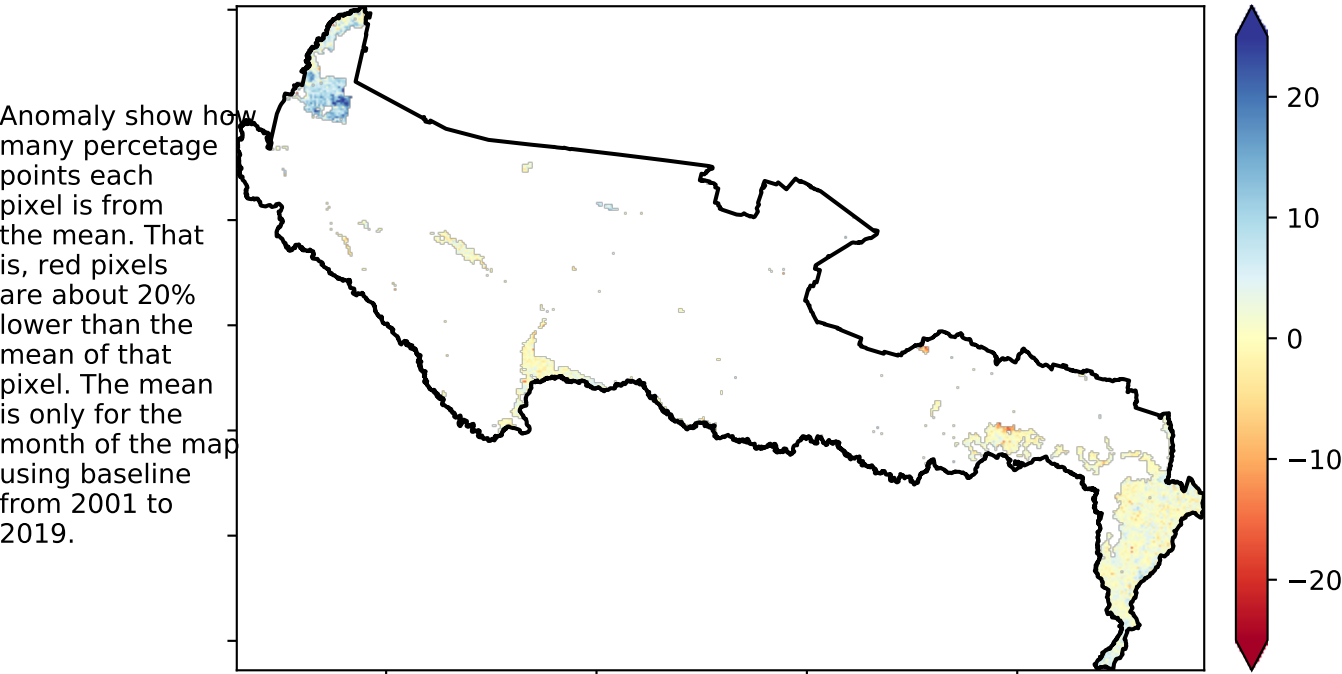 Anomaly show how
many percetage
points each
pixel is from
the mean. That
is, red pixels
are about 20%
lower than the
mean of that
pixel. The mean
is only for the
month of the map
using baseline
from 2001 to
2019.
20
10
0
−10
−20